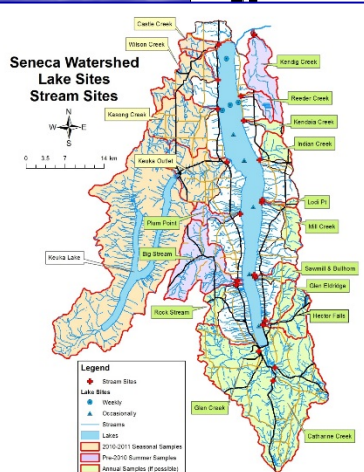 Castle Creek
Wilson Creek
Seneca Watershed
Lake Sites
Stream Sites
Kendig Creek
Reeder Creek
Kashong Creek
Kendaia Creek
N
W E
S
Indian Creek
0 3.5 7 14 km
Keuka Outlet
Lodi Pt
Plum Point
Mill Creek
Big Stream
Keuka Lake
Sawmill & Bullhorn
Glen Eldridge
Rock Stream
Hector Falls
Legend
Stream Sites
Lake Sites
Weekly
Occasionally
Streams
Lakes
2010-2011 Seasonal Samples
Pre-2010 Summer Samples
Annual Samples (if possible)
Glen Creek
Catharine Creek